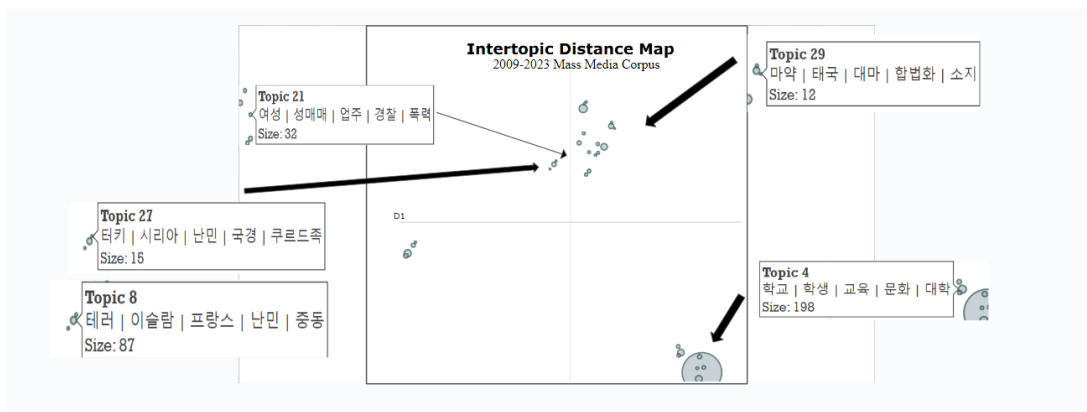 Intertopic Distance Map
2009-2023 Mass Media Corpus
Topic 29
마약 | 태국 | 대마 | 합법화 | 소지
Size: 12
Topic 21
여성 | 성매매 | 업주 | 경찰 | 폭력
Size: 32
D1
Topic 27
터키 | 시리아 | 난민 | 국경 | 쿠르드족
Size: 15
Topic 4
학교 | 학생 | 교육 | 문화 | 대학
Size: 198
Topic 8
테러 | 이슬람 | 프랑스 | 난민 | 중동
Size: 87